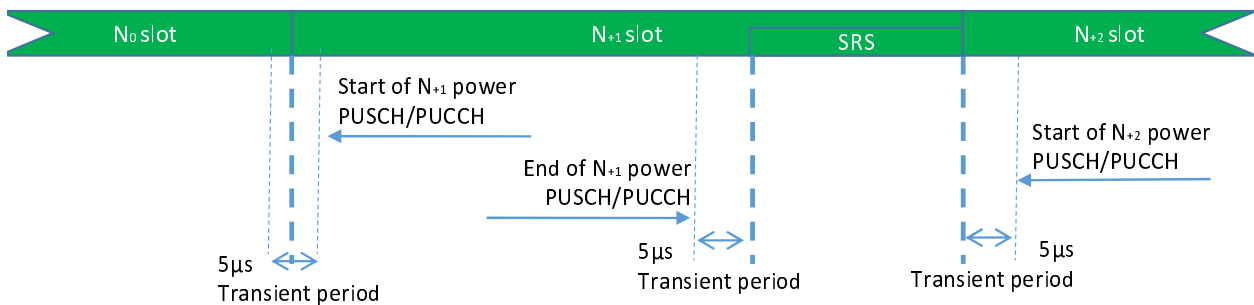 N₀ slot
N₊₁ slot
SRS
N₊₂ slot
Start of N₊₁ power
PUSCH/PUCCH
End of N₊₁ power
PUSCH/PUCCH
Start of N₊₂ power
PUSCH/PUCCH
5µs
Transient period
5µs
Transient period
5µs
Transient period